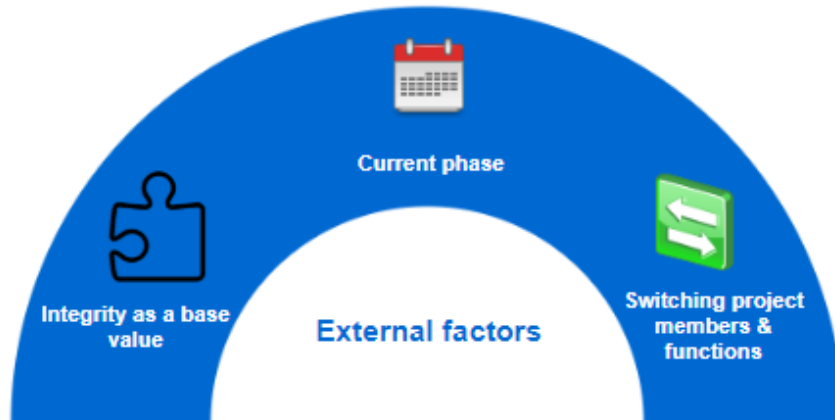 Current phase
Integrity as a base
value
External factors
Switching project
members &
functions